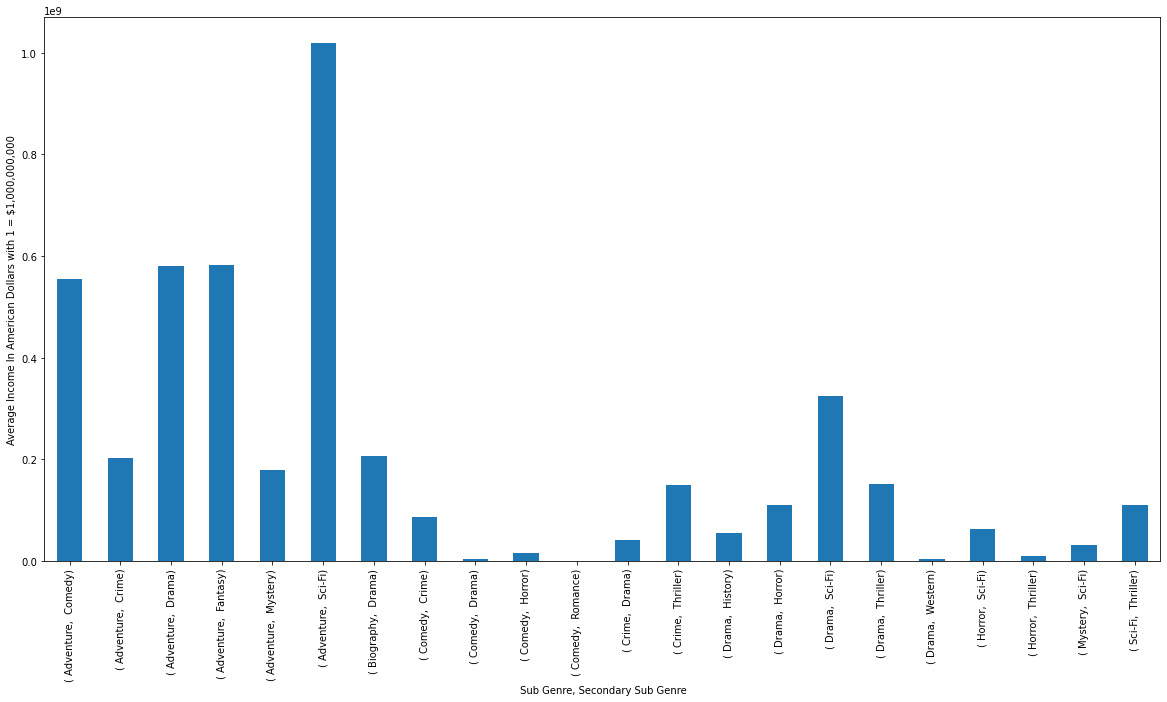 1e9
1.0
0.8
0.6
0.4
0.2
0.0
Average Income In American Dollars with 1 = $1,000,000,000
( Adventure,  Comedy)
( Adventure,  Crime)
( Adventure,  Drama)
( Adventure,  Fantasy)
( Adventure,  Mystery)
( Adventure,  Sci-Fi)
( Biography,  Drama)
( Comedy,  Crime)
( Comedy,  Drama)
( Comedy,  Horror)
( Comedy,  Romance)
( Crime,  Drama)
( Crime,  Thriller)
( Drama,  History)
( Drama,  Horror)
( Drama,  Sci-Fi)
( Drama,  Thriller)
( Drama,  Western)
( Horror,  Sci-Fi)
( Horror,  Thriller)
( Mystery,  Sci-Fi)
( Sci-Fi,  Thriller)
Sub Genre, Secondary Sub Genre